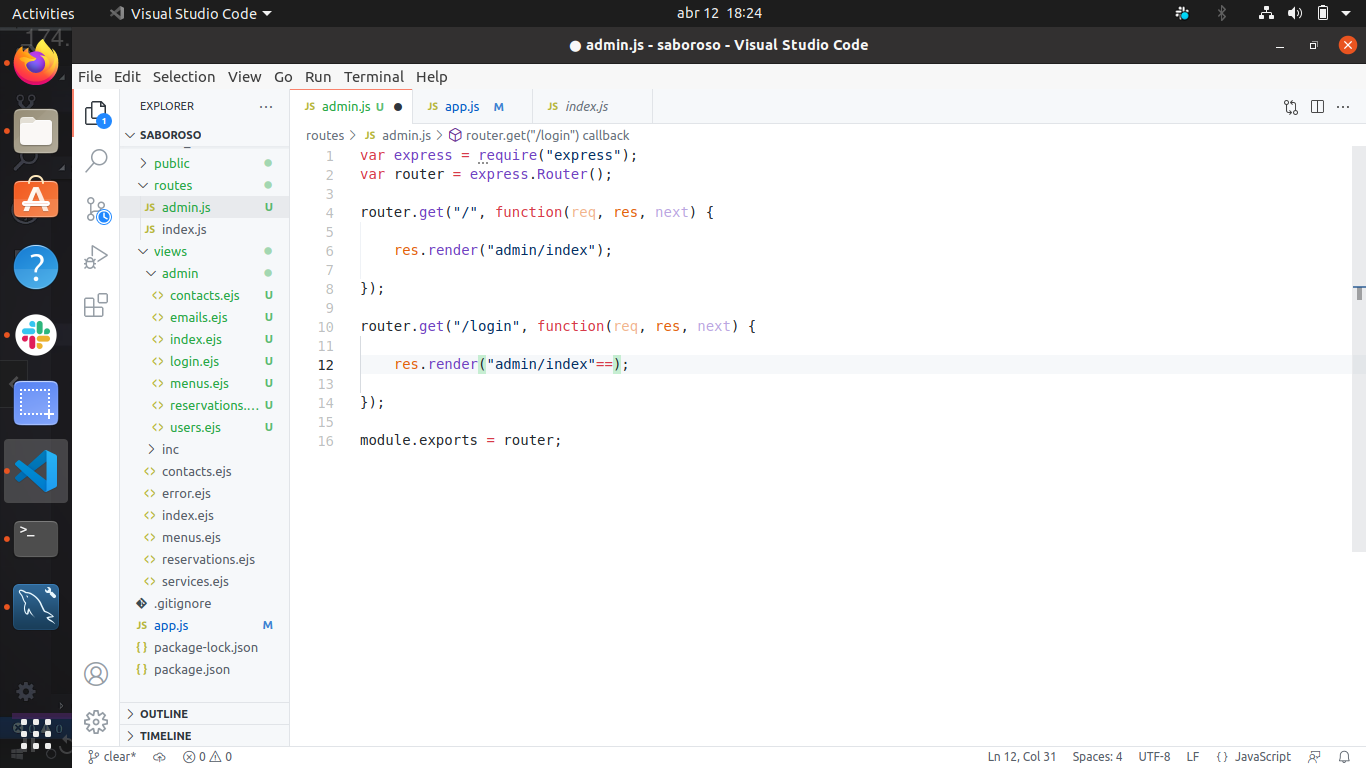 Activities
Visual Studio Code
abr 12 18:24
174.
● admin.js - saboroso - Visual Studio Code
File Edit Selection View Go Run Terminal Help
EXPLORER
SABOROSO
public
routes
admin.js U
index.js
views
admin
contacts.ejs U
emails.ejs U
index.ejs U
login.ejs U
menus.ejs U
reservations.... U
users.ejs U
inc
contacts.ejs
error.ejs
index.ejs
menus.ejs
reservations.ejs
services.ejs
.gitignore
JS app.js M
{} package-lock.json
{} package.json
OUTLINE
TIMELINE
JS admin.js U ●
JS app.js M
JS index.js
routes > JS admin.js > router.get("/login") callback
1 var express = require("express");
2 var router = express.Router();
3
4 router.get("/", function(req, res, next) {
5
6 res.render("admin/index");
7
8 });
9
10 router.get("/login", function(req, res, next) {
11
12 res.render("admin/index"==);
13
14 });
15
16 module.exports = router;
clear*
0 0
Ln 12, Col 31
Spaces: 4
UTF-8
LF
{} JavaScript